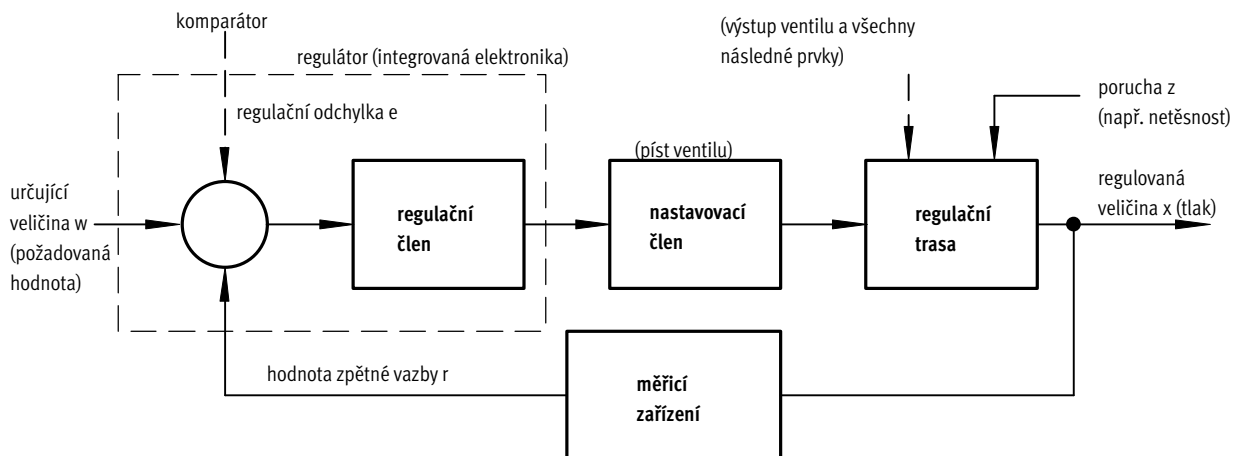 komparátor
(výstup ventilu a všechny
následné prvky)
regulátor (integrovaná elektronika)
porucha z
(např. netěsnost)
regulační odchylka e
(píst ventilu)
určující
veličina w
(požadovaná
hodnota)
regulační
člen
nastavovací
člen
regulační
trasa
regulovaná
veličina x (tlak)
hodnota zpětné vazby r
měřicí
zařízení